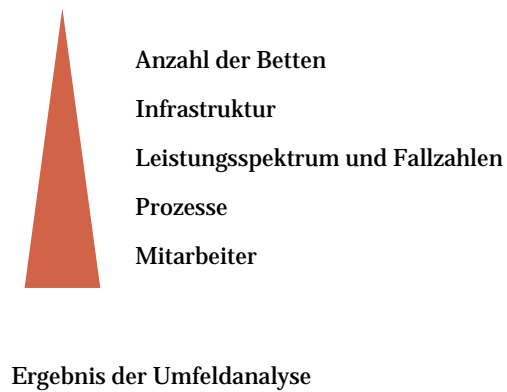 Anzahl der Betten
Infrastruktur
Leistungsspektrum und Fallzahlen
Prozesse
Mitarbeiter
Ergebnis der Umfeldanalyse